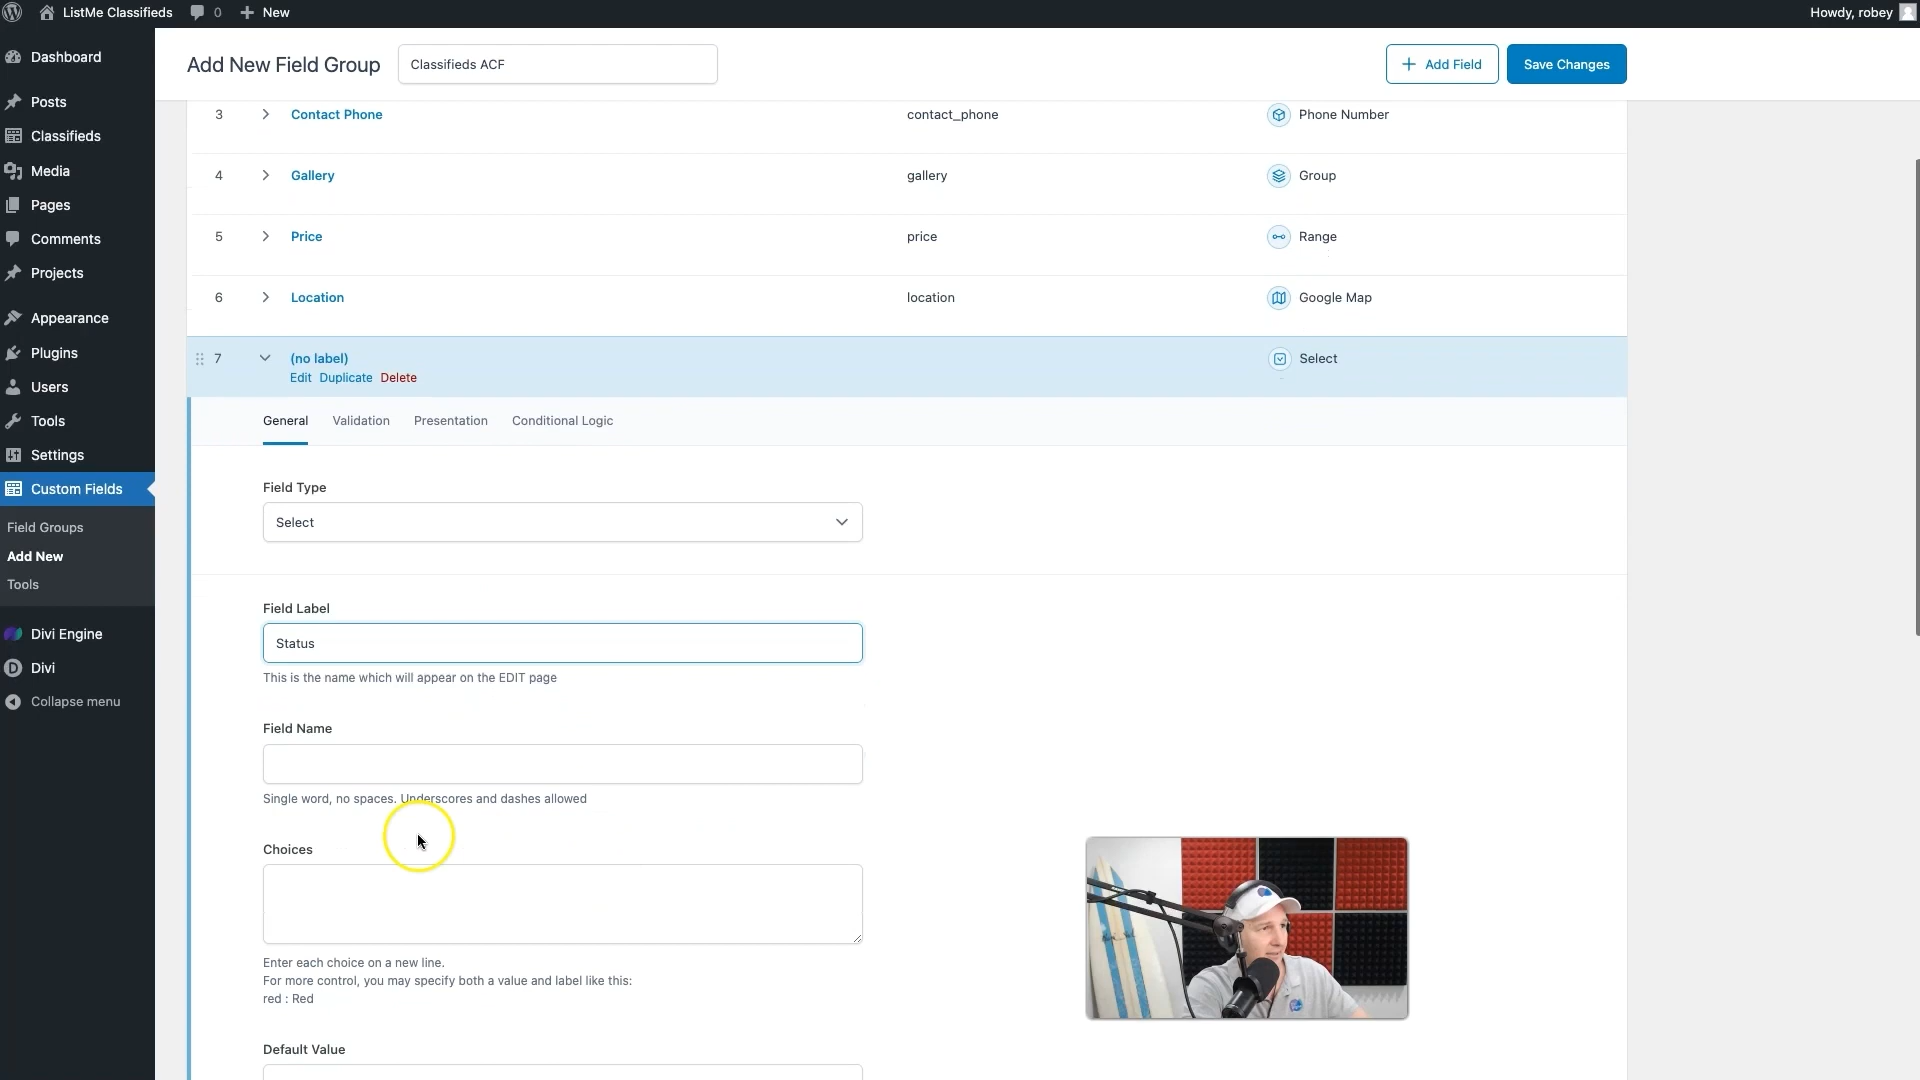 ListMe Classifieds 0 + New Howdy, robey
Dashboard
Posts
Classifieds
Media
Pages
Comments
Projects
Appearance
Plugins
Users
Tools
Settings
Custom Fields
Field Groups
Add New
Tools
Divi Engine
D Divi
Collapse menu
Add New Field Group Classifieds ACF + Add Field Save Changes
3 Contact Phone contact_phone Phone Number
4 Gallery gallery Group
5 Price price Range
6 Location location Google Map
7 (no label) Select
Edit Duplicate Delete
General Validation Presentation Conditional Logic
Field Type
Select
Field Label
Status
This is the name which will appear on the EDIT page
Field Name
Single word, no spaces. Underscores and dashes allowed
Choices
Enter each choice on a new line.
For more control, you may specify both a value and label like this:
red : Red
Default Value